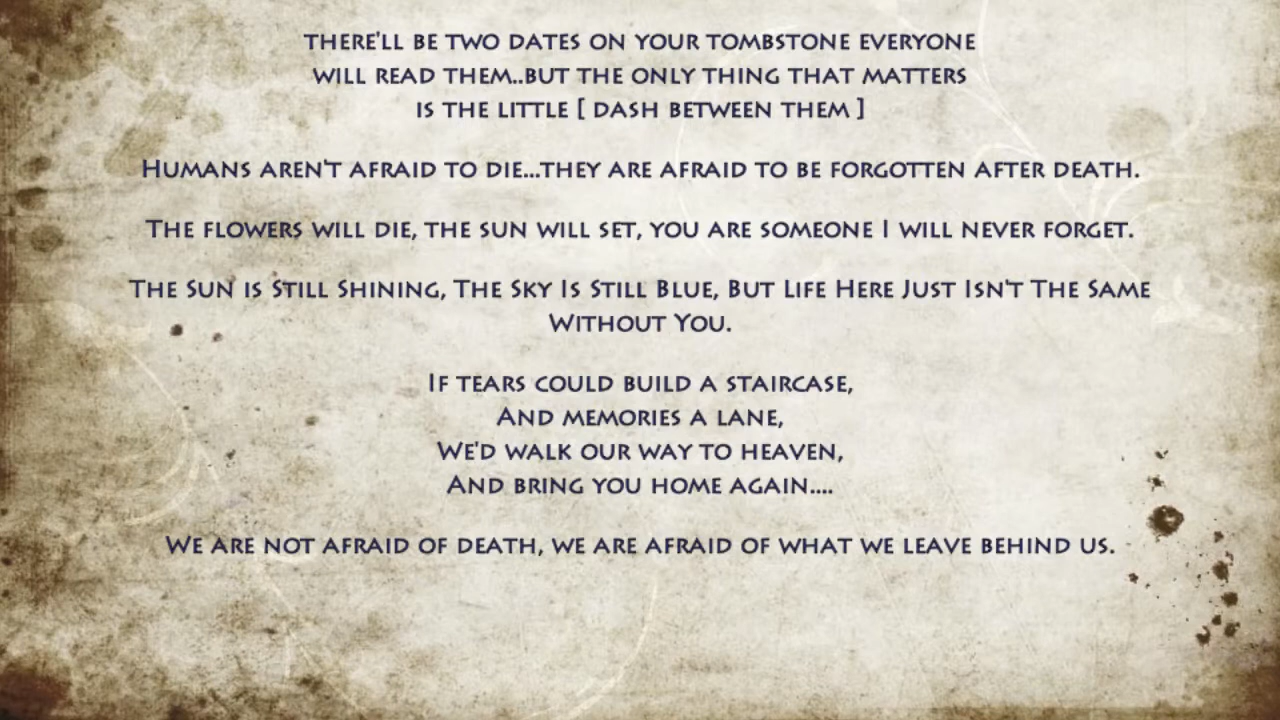 THERE'LL BE TWO DATES ON YOUR TOMBSTONE EVERYONE
WILL READ THEM..BUT THE ONLY THING THAT MATTERS
IS THE LITTLE [ DASH BETWEEN THEM ]
HUMANS AREN'T AFRAID TO DIE...THEY ARE AFRAID TO BE FORGOTTEN AFTER DEATH.
THE FLOWERS WILL DIE, THE SUN WILL SET, YOU ARE SOMEONE I WILL NEVER FORGET.
THE SUN IS STILL SHINING, THE SKY IS STILL BLUE, BUT LIFE HERE JUST ISN'T THE SAME
WITHOUT YOU.
IF TEARS COULD BUILD A STAIRCASE,
AND MEMORIES A LANE,
WE'D WALK OUR WAY TO HEAVEN,
AND BRING YOU HOME AGAIN....
WE ARE NOT AFRAID OF DEATH, WE ARE AFRAID OF WHAT WE LEAVE BEHIND US.